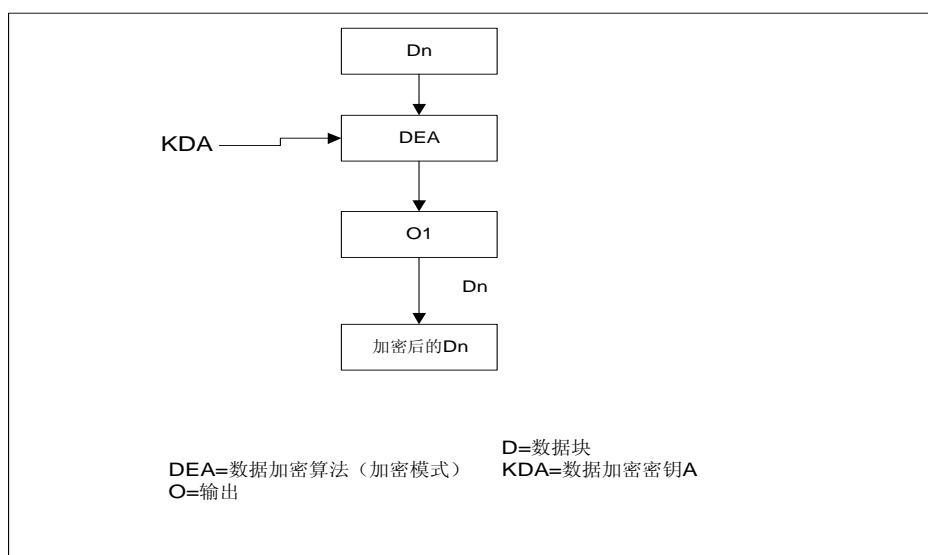 Dn
KDA
DEA
O1
Dn
加密后的Dn
D=数据块
DEA=数据加密算法（加密模式）
KDA=数据加密密钥A
O=输出